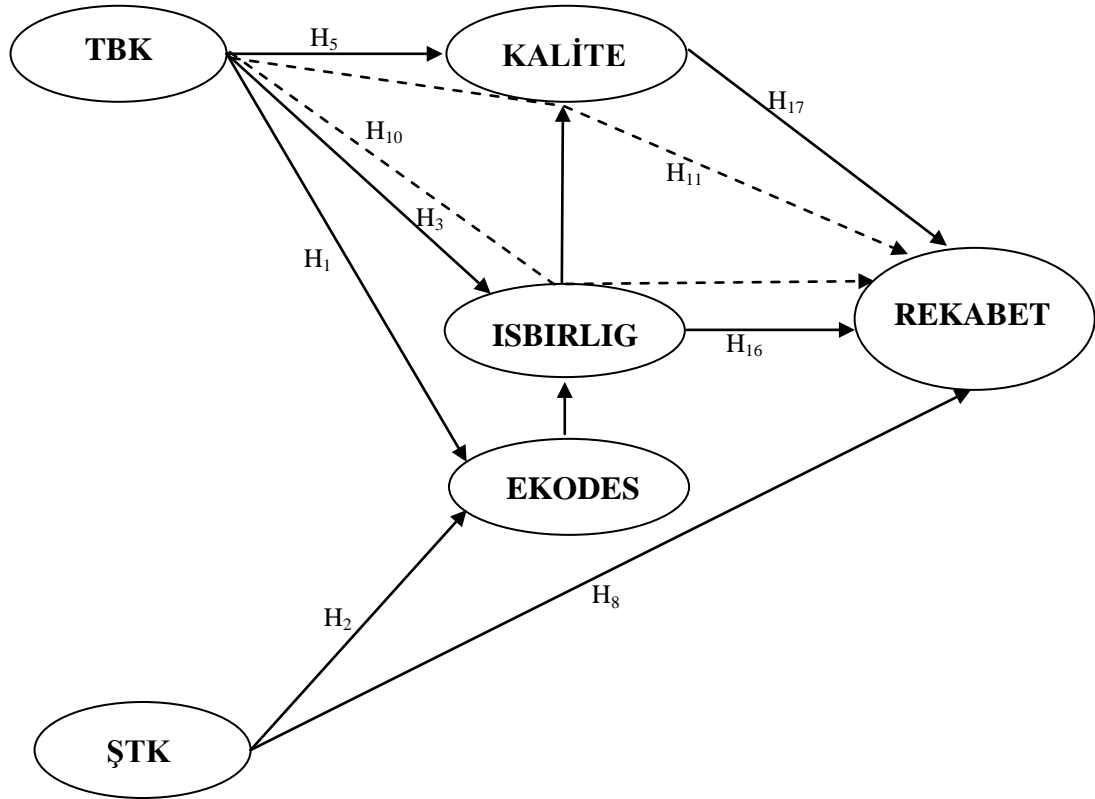 TBK
H5
KALİTE
H17
H10
H11
H3
H1
ISBIRLIG
REKABET
H16
EKODES
H8
H2
ŞTK